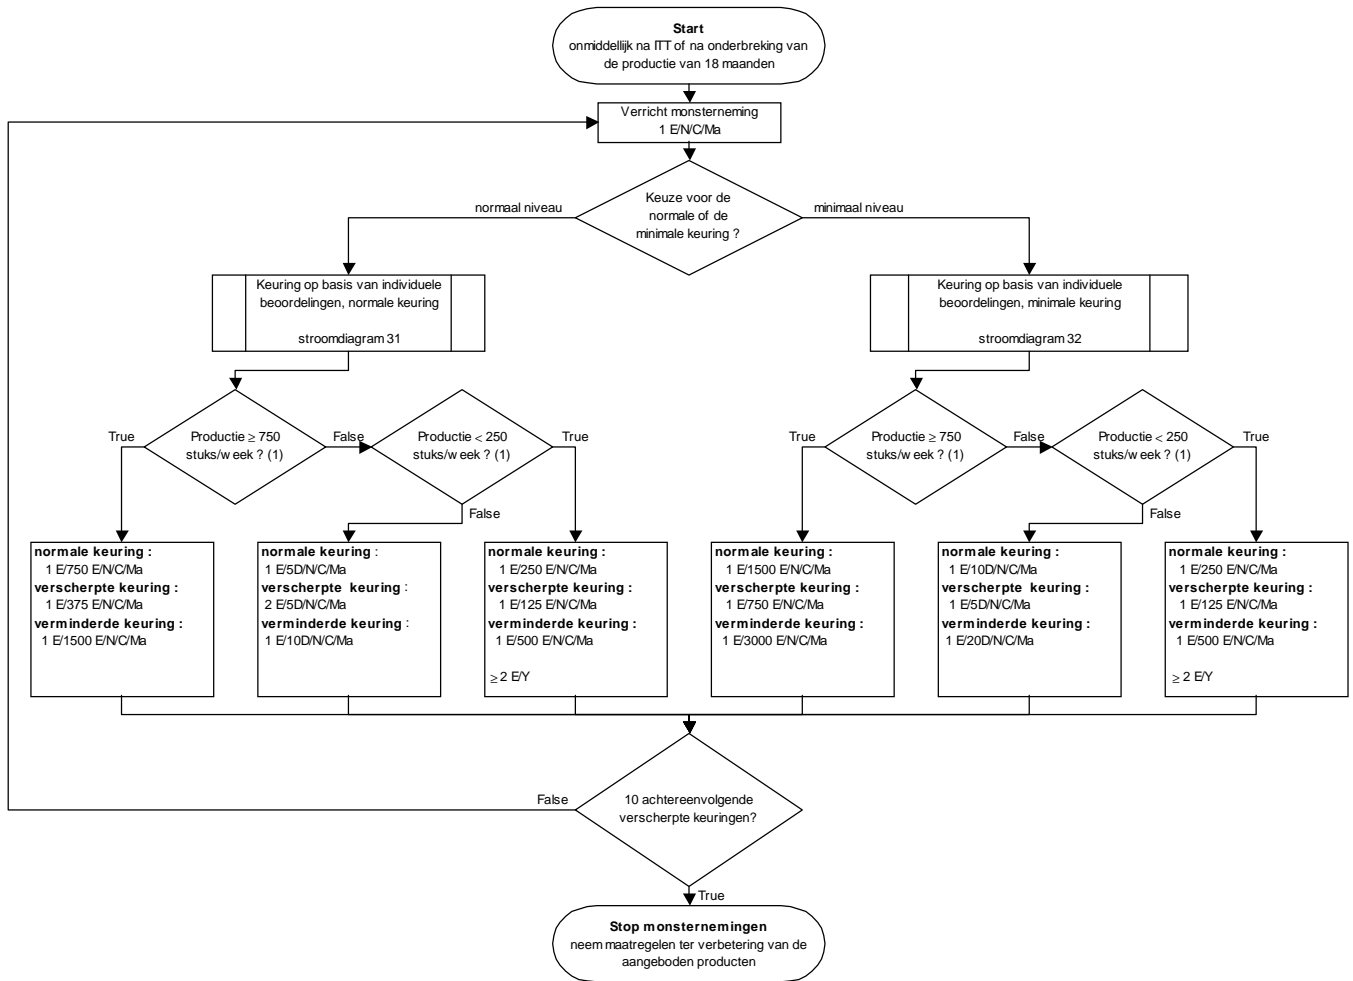 Start
onmiddellijk na ITT of na onderbreking van
de productie van 18 maanden
Verricht monsterneming
1 E/N/C/Ma
Keuze voor de
normale of de
minimale keuring ?
normaal niveau
minimaal niveau
Keuring op basis van individuele
beoordelingen, normale keuring
stroomdiagram 31
Keuring op basis van individuele
beoordelingen, minimale keuring
stroomdiagram 32
True
Productie ≥ 750
stuks/week ? (1)
False
Productie < 250
stuks/week ? (1)
True
False
True
Productie ≥ 750
stuks/week ? (1)
False
Productie < 250
stuks/week ? (1)
True
False
normale keuring :
1 E/750 E/N/C/Ma
verscherpte keuring :
1 E/375 E/N/C/Ma
verminderde keuring :
1 E/1500 E/N/C/Ma
normale keuring :
1 E/5D/N/C/Ma
verscherpte keuring :
2 E/5D/N/C/Ma
verminderde keuring :
1 E/10D/N/C/Ma
normale keuring :
1 E/250 E/N/C/Ma
verscherpte keuring :
1 E/125 E/N/C/Ma
verminderde keuring :
1 E/500 E/N/C/Ma
≥ 2 E/Y
normale keuring :
1 E/1500 E/N/C/Ma
verscherpte keuring :
1 E/750 E/N/C/Ma
verminderde keuring :
1 E/3000 E/N/C/Ma
normale keuring :
1 E/10D/N/C/Ma
verscherpte keuring :
1 E/5D/N/C/Ma
verminderde keuring :
1 E/20D/N/C/Ma
normale keuring :
1 E/250 E/N/C/Ma
verscherpte keuring :
1 E/125 E/N/C/Ma
verminderde keuring :
1 E/500 E/N/C/Ma
≥ 2 E/Y
10 achtereenvolgende
verscherpte keuringen?
False
True
Stop monsternemingen
neem maatregelen ter verbetering van de
aangeboden producten